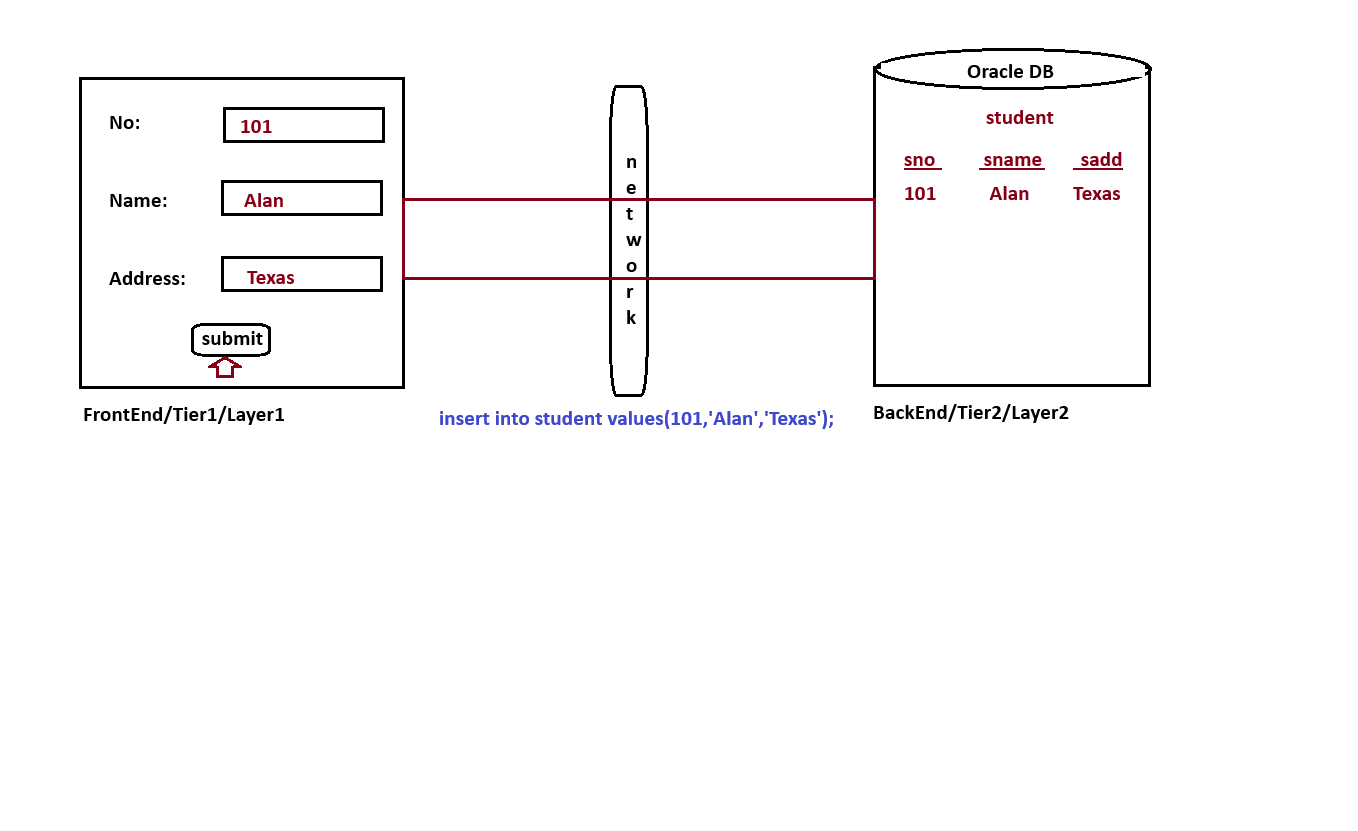 No:
101
Name:
Alan
Address:
Texas
submit
FrontEnd/Tier1/Layer1
network
insert into student values(101,'Alan','Texas');
Oracle DB
student
sno sname sadd
101 Alan Texas
BackEnd/Tier2/Layer2